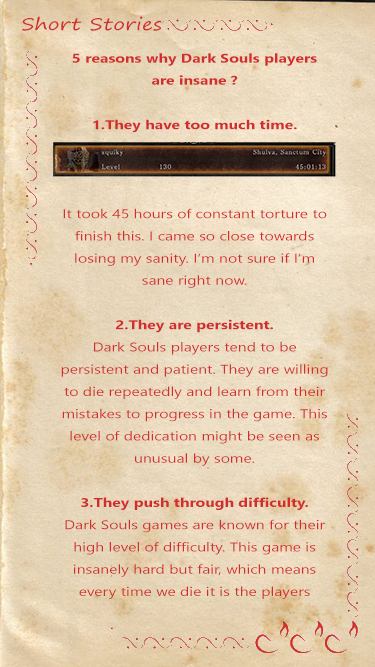 Short Stories
5 reasons why Dark Souls players
are insane ?
1.They have too much time.
squiky
Shulva, Sanctum City
Level 130
45:01:13
It took 45 hours of constant torture to
finish this. I came so close towards
losing my sanity. I'm not sure if I'm
sane right now.
2.They are persistent.
Dark Souls players tend to be
persistent and patient. They are willing
to die repeatedly and learn from their
mistakes to progress in the game. This
level of dedication might be seen as
unusual by some.
3.They push through difficulty.
Dark Souls games are known for their
high level of difficulty. This game is
insanely hard but fair, which means
every time we die it is the players